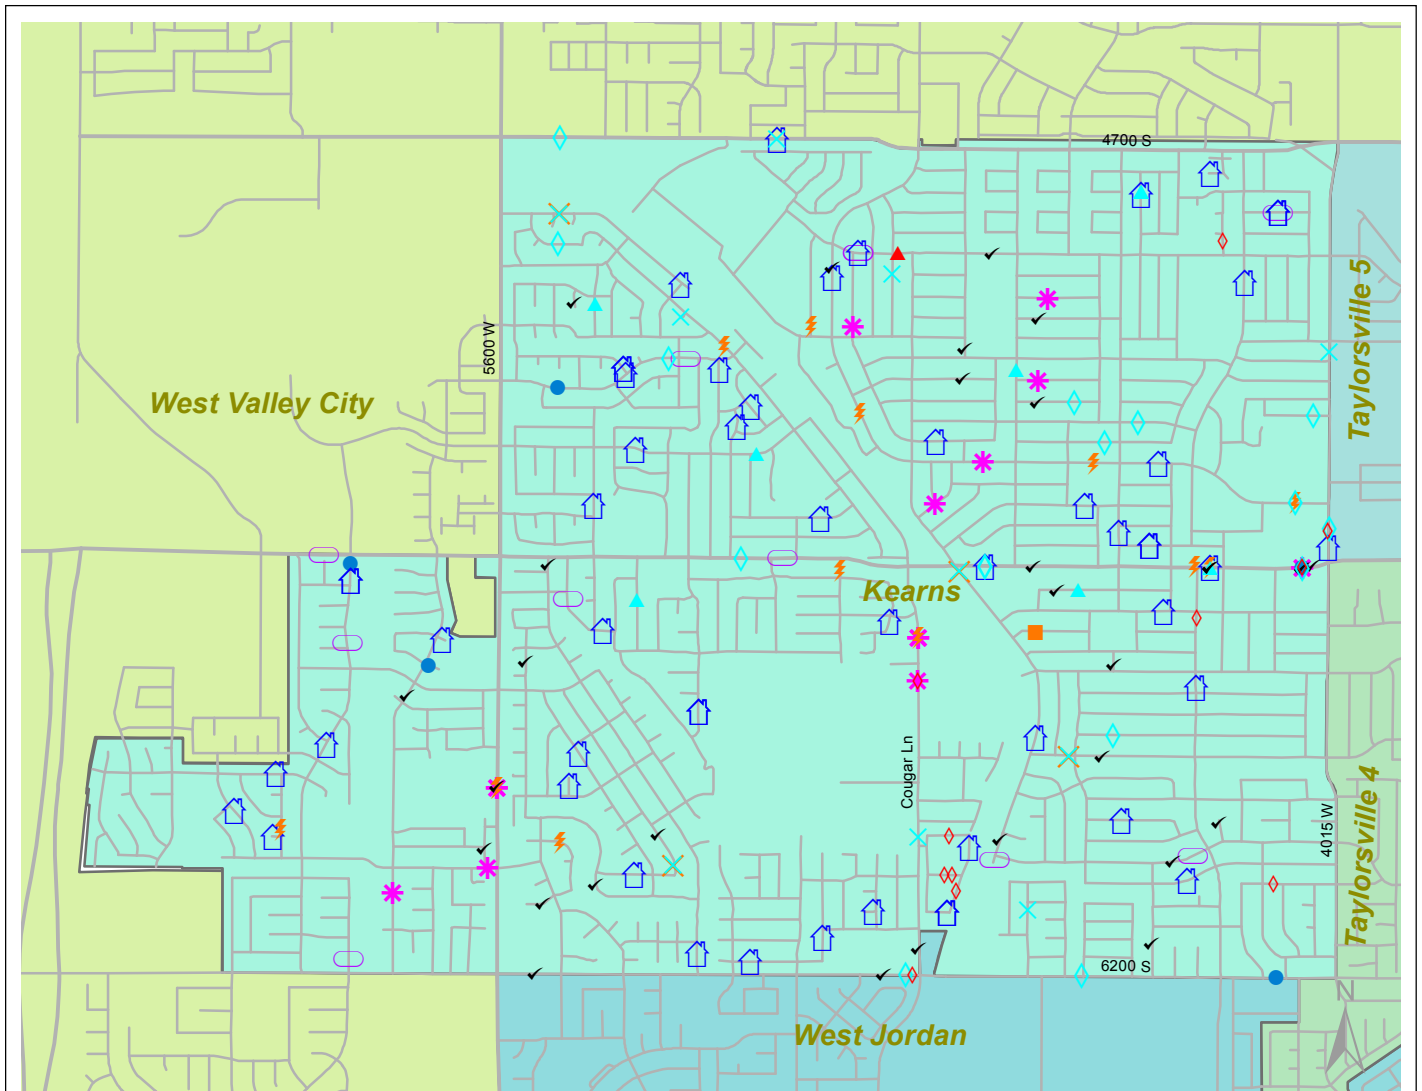 4700 S
Taylorsville 5
5600 W
West Valley City
Kearns
Cougar Ln
Taylorsville 4
4015 W
6200 S
West Jordan